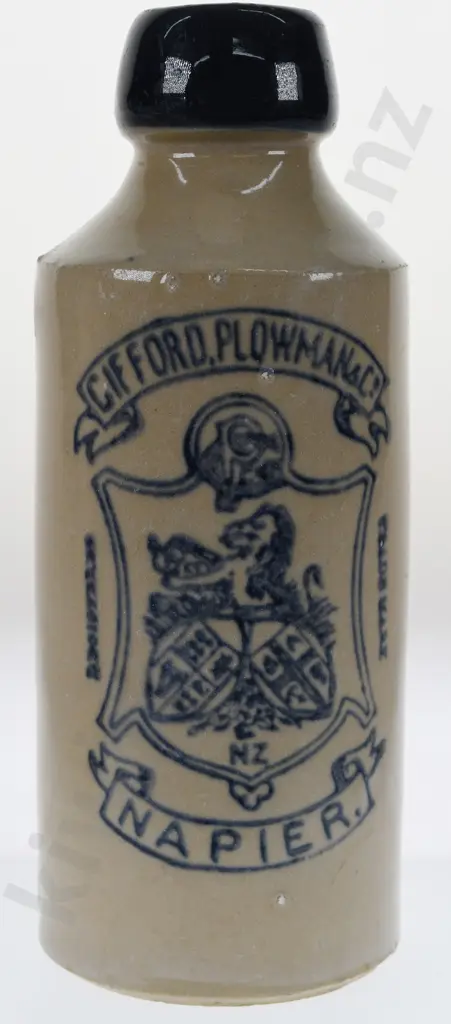 GIFFORD, PLOWMAN & Co
NZ
NAPIER.